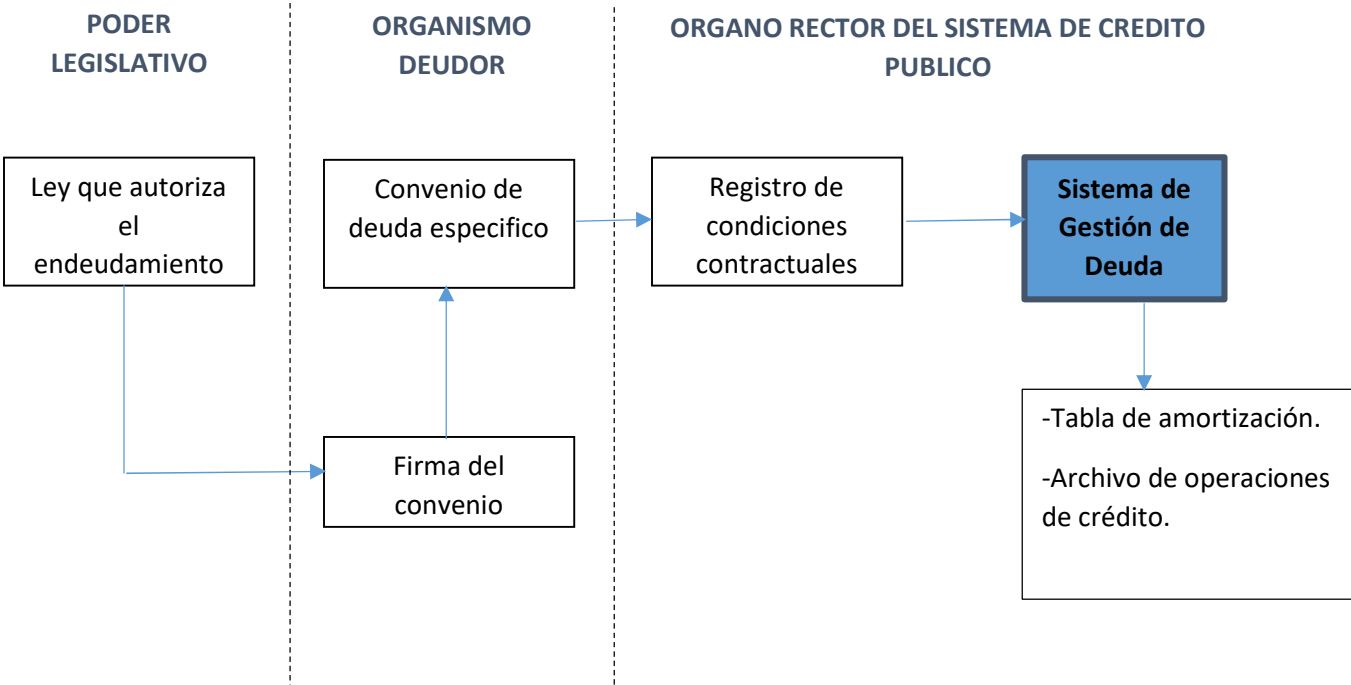 PODER
LEGISLATIVO
ORGANISMO
DEUDOR
ORGANO RECTOR DEL SISTEMA DE CREDITO
PUBLICO
Ley que autoriza
el
endeudamiento
Convenio de
deuda especifico
Registro de
condiciones
contractuales
Sistema de
Gestión de
Deuda
Firma del
convenio
-Tabla de amortización.
-Archivo de operaciones
de crédito.